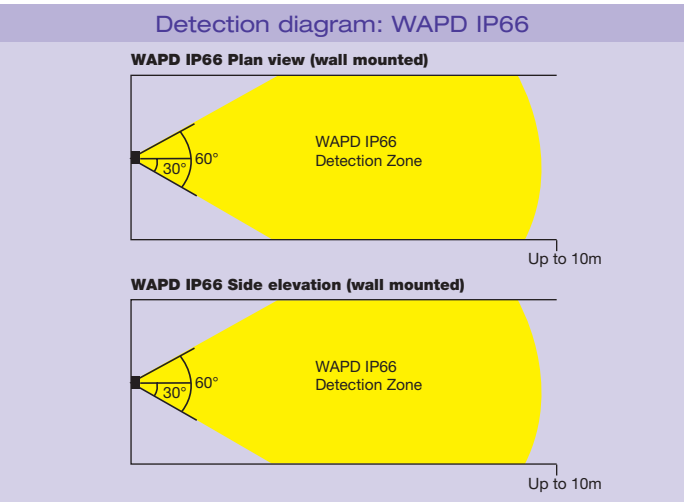 Detection diagram: WAPD IP66
WAPD IP66 Plan view (wall mounted)
WAPD IP66
Detection Zone
60°
30°
Up to 10m
WAPD IP66 Side elevation (wall mounted)
WAPD IP66
Detection Zone
60°
30°
Up to 10m